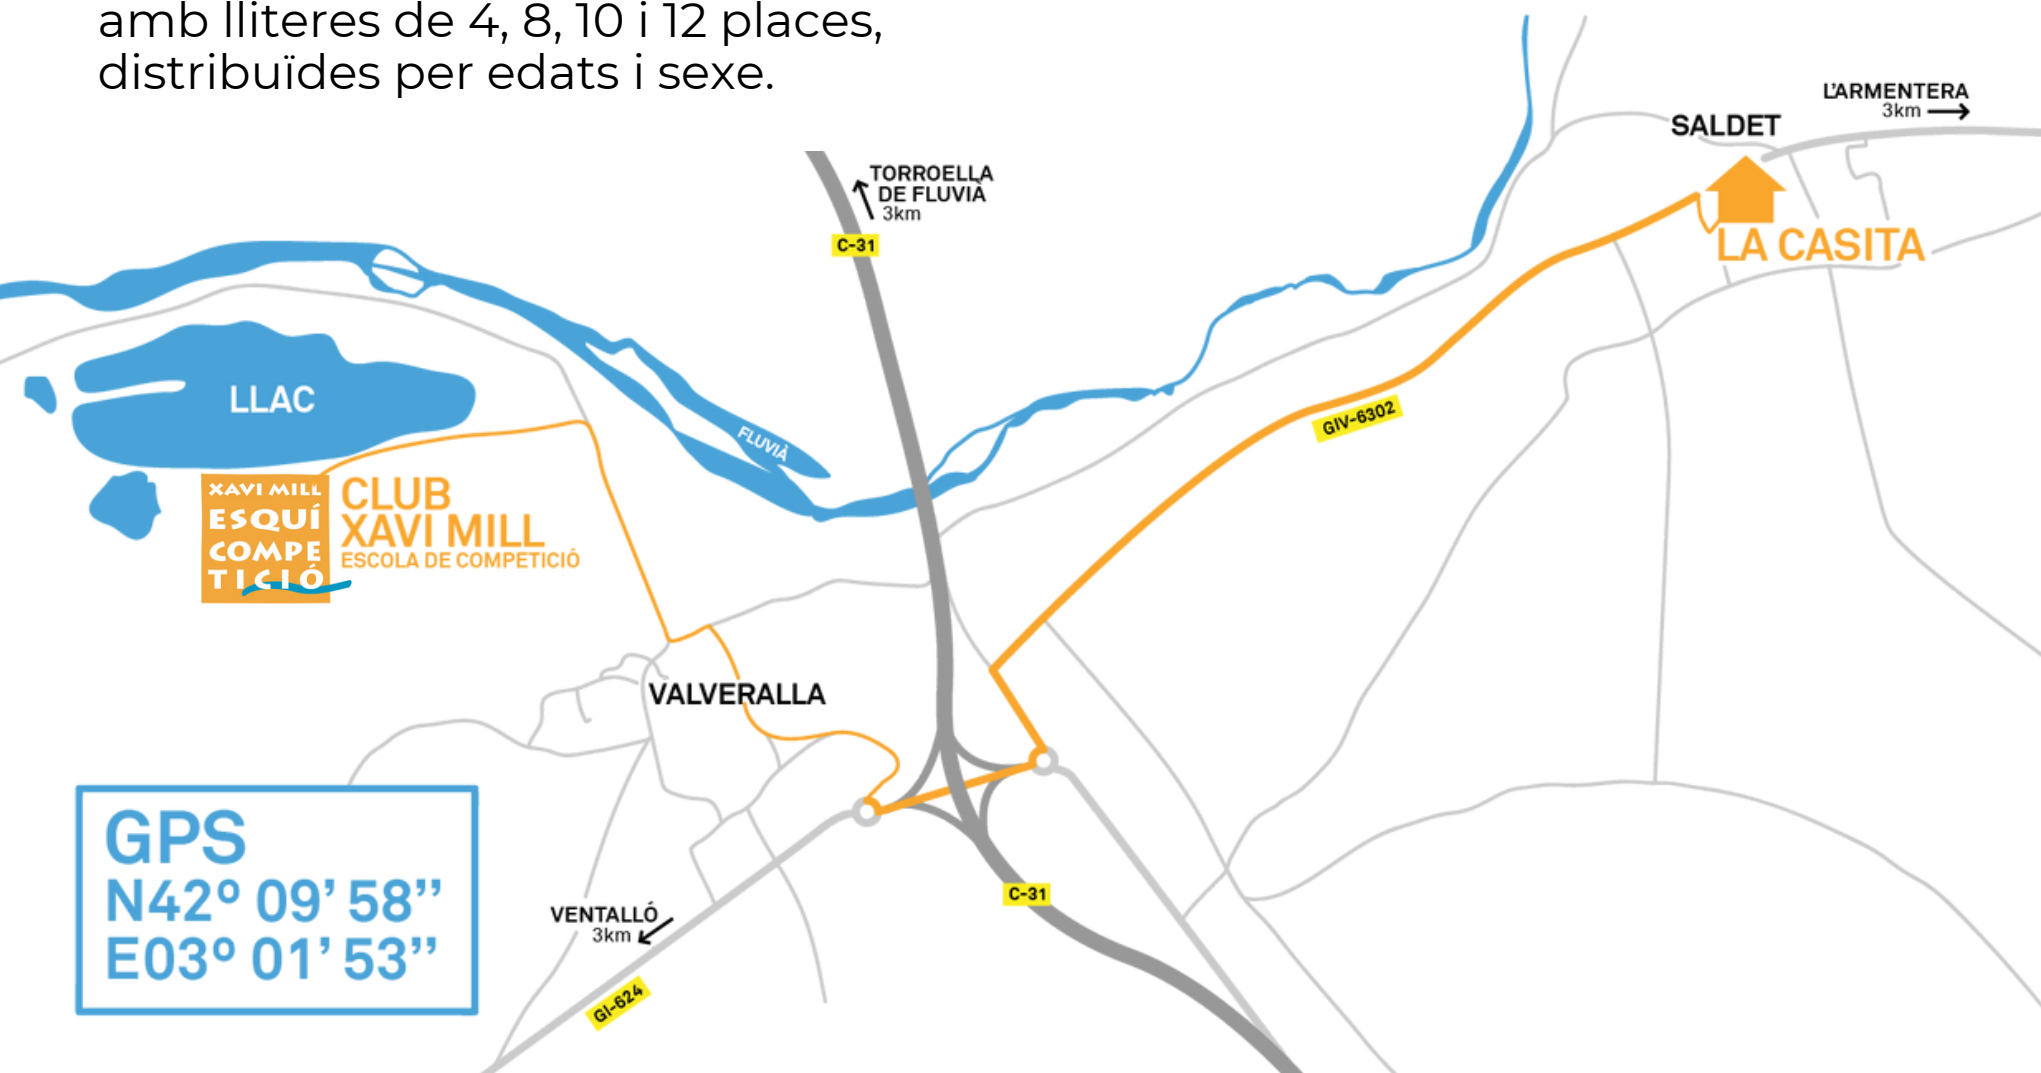 amb lliteres de 4, 8, 10 i 12 places,
distribuïdes per edats i sexe.
L'ARMENTERA
3km
SALDET
LA CASITA
TORROELLA
DE FLUVIÀ
3km
C-31
GIV-6302
LLAC
FLUVIÀ
XAVI MILL
ESQUÍ
COMPE
TICIÓ
CLUB
XAVI MILL
ESCOLA DE COMPETICIÓ
VALVERALLA
GPS
N42º 09’ 58’’
E03º 01’ 53’’
C-31
VENTALLÓ
3km
GI-624